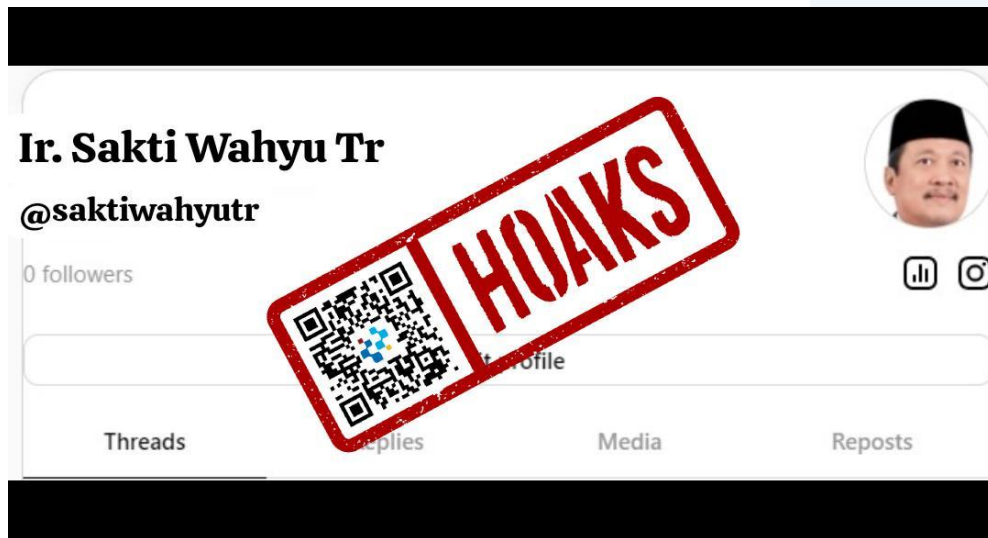 Ir. Sakti Wahyu Tr
@saktiwahyutr
HOAKS
0 followers
Threads
Media
Reposts